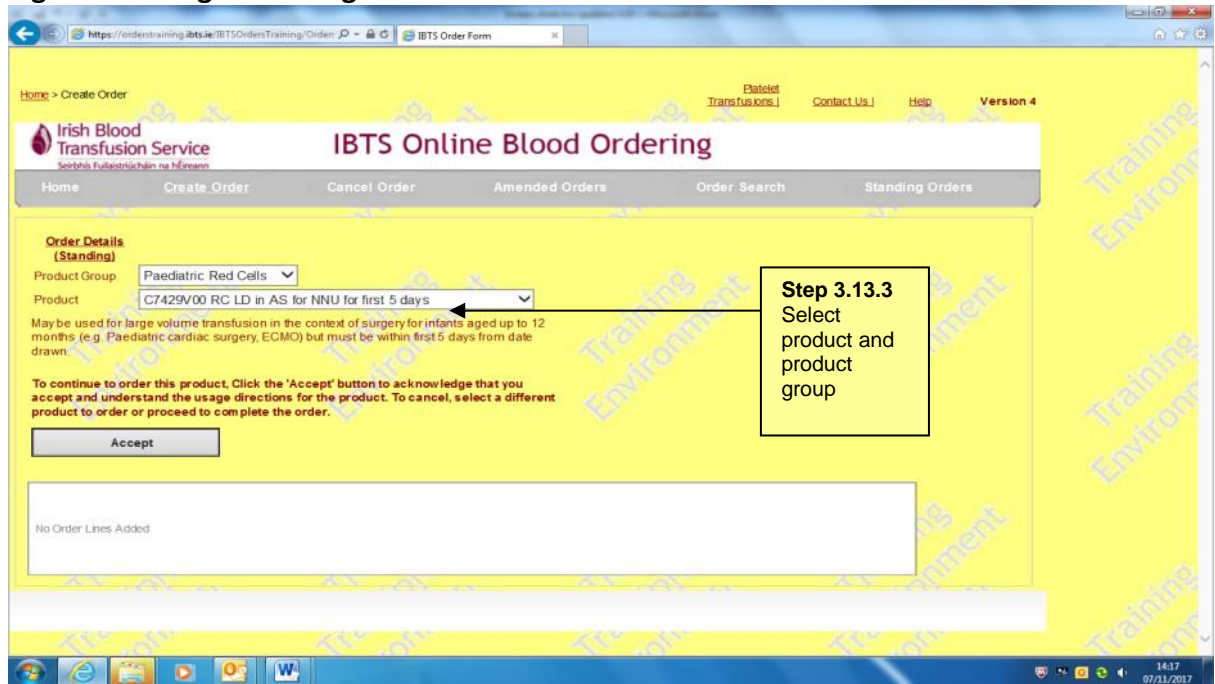 https://orderstraining.ibts.ie/IBTSOrdersTraining/Orders
IBTS Order Form
Home > Create Order
Platelet
Transfusions |
Contact Us |
Help
Version 4
Irish Blood
Transfusion Service
Seirbhís Fuilaistriúcháin na hÉireann
IBTS Online Blood Ordering
Home
Create Order
Cancel Order
Amended Orders
Order Search
Standing Orders
Order Details
(Standing)
Product Group
Paediatric Red Cells
Product
C7429V00 RC LD in AS for NNU for first 5 days
May be used for large volume transfusion in the context of surgery for infants aged up to 12
months (e.g. Paediatric cardiac surgery, ECMO) but must be within first 5 days from date
drawn.
To continue to order this product, Click the 'Accept' button to acknowledge that you
accept and understand the usage directions for the product. To cancel, select a different
product to order or proceed to complete the order.
Accept
No Order Lines Added
Step 3.13.3
Select
product and
product
group
Training
Environment
14:17
07/11/2017